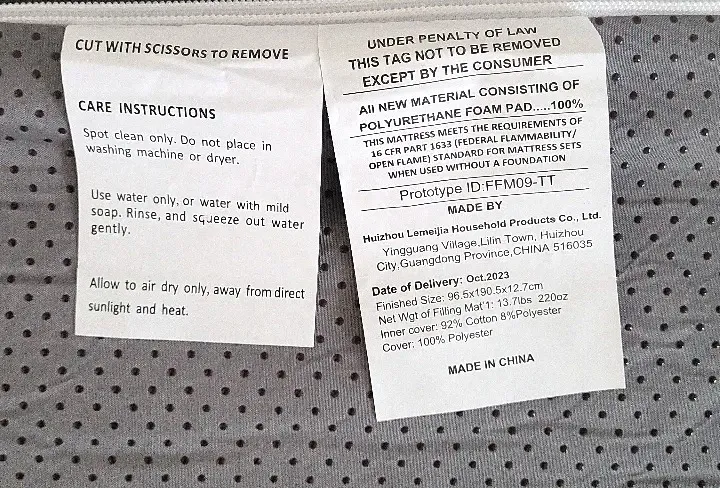 CUT WITH SCISSORS TO REMOVE
CARE INSTRUCTIONS
Spot clean only. Do not place in
washing machine or dryer.
Use water only, or water with mild
soap. Rinse, and squeeze out water
gently.
Allow to air dry only, away from direct
sunlight and heat.
UNDER PENALTY OF LAW
THIS TAG NOT TO BE REMOVED
EXCEPT BY THE CONSUMER
All NEW MATERIAL CONSISTING OF
POLYURETHANE FOAM PAD.....100%
THIS MATTRESS MEETS THE REQUIREMENTS OF
16 CFR PART 1633 (FEDERAL FLAMMABILITY/
OPEN FLAME) STANDARD FOR MATTRESS SETS
WHEN USED WITHOUT A FOUNDATION
Prototype ID:FFM09-TT
MADE BY
Huizhou Lemeijia Household Products Co., Ltd.
Yingguang Village,Lilin Town, Huizhou
City,Guangdong Province,CHINA 516035
Date of Delivery: Oct.2023
Finished Size: 96.5x190.5x12.7cm
Net Wgt of Filling Mat'1: 13.7lbs 220oz
Inner cover: 92% Cotton 8%Polyester
Cover: 100% Polyester
MADE IN CHINA